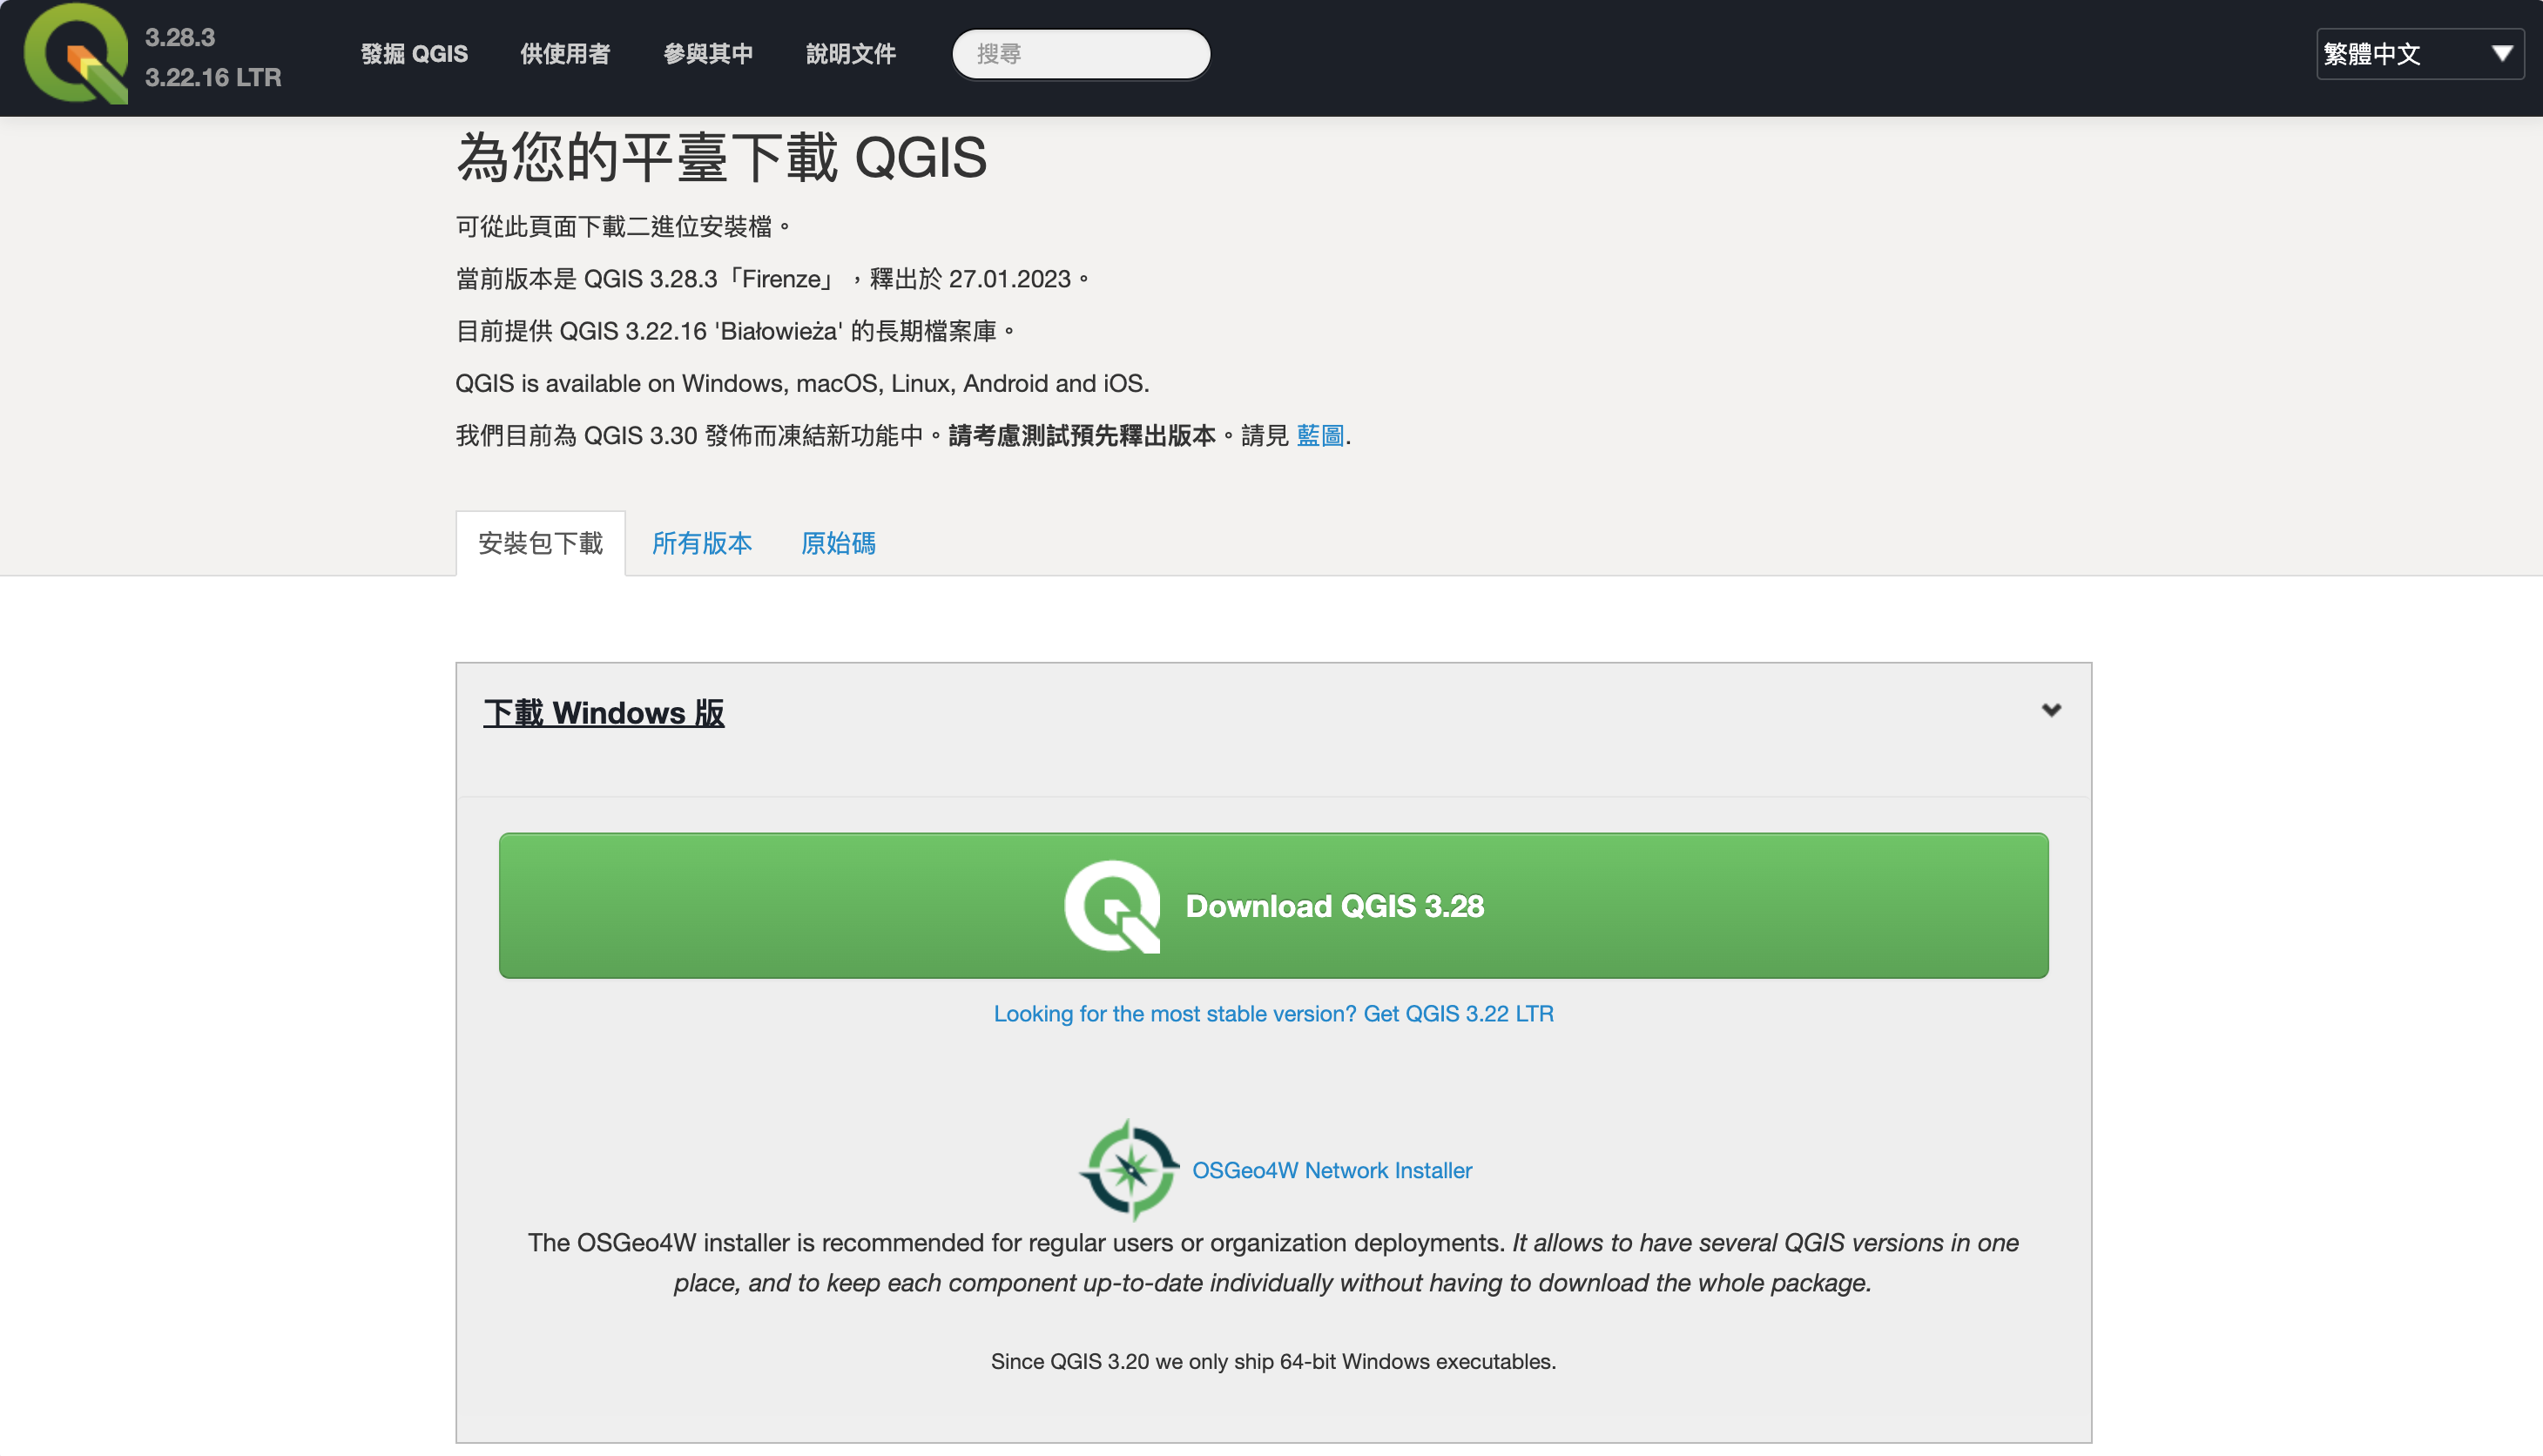 3.28.3
3.22.16 LTR
發掘 QGIS
供使用者
參與其中
說明文件
搜尋
繁體中文
為您的平臺下載 QGIS
可從此頁面下載二進位安裝檔。
當前版本是 QGIS 3.28.3「Firenze」，釋出於 27.01.2023。
目前提供 QGIS 3.22.16 'Białowieża' 的長期檔案庫。
QGIS is available on Windows, macOS, Linux, Android and iOS.
我們目前為 QGIS 3.30 發佈而凍結新功能中。請考慮測試預先釋出版本。請見 藍圖.
安裝包下載
所有版本
原始碼
下載 Windows 版
Download QGIS 3.28
Looking for the most stable version? Get QGIS 3.22 LTR
OSGeo4W Network Installer
The OSGeo4W installer is recommended for regular users or organization deployments. It allows to have several QGIS versions in one
place, and to keep each component up-to-date individually without having to download the whole package.
Since QGIS 3.20 we only ship 64-bit Windows executables.